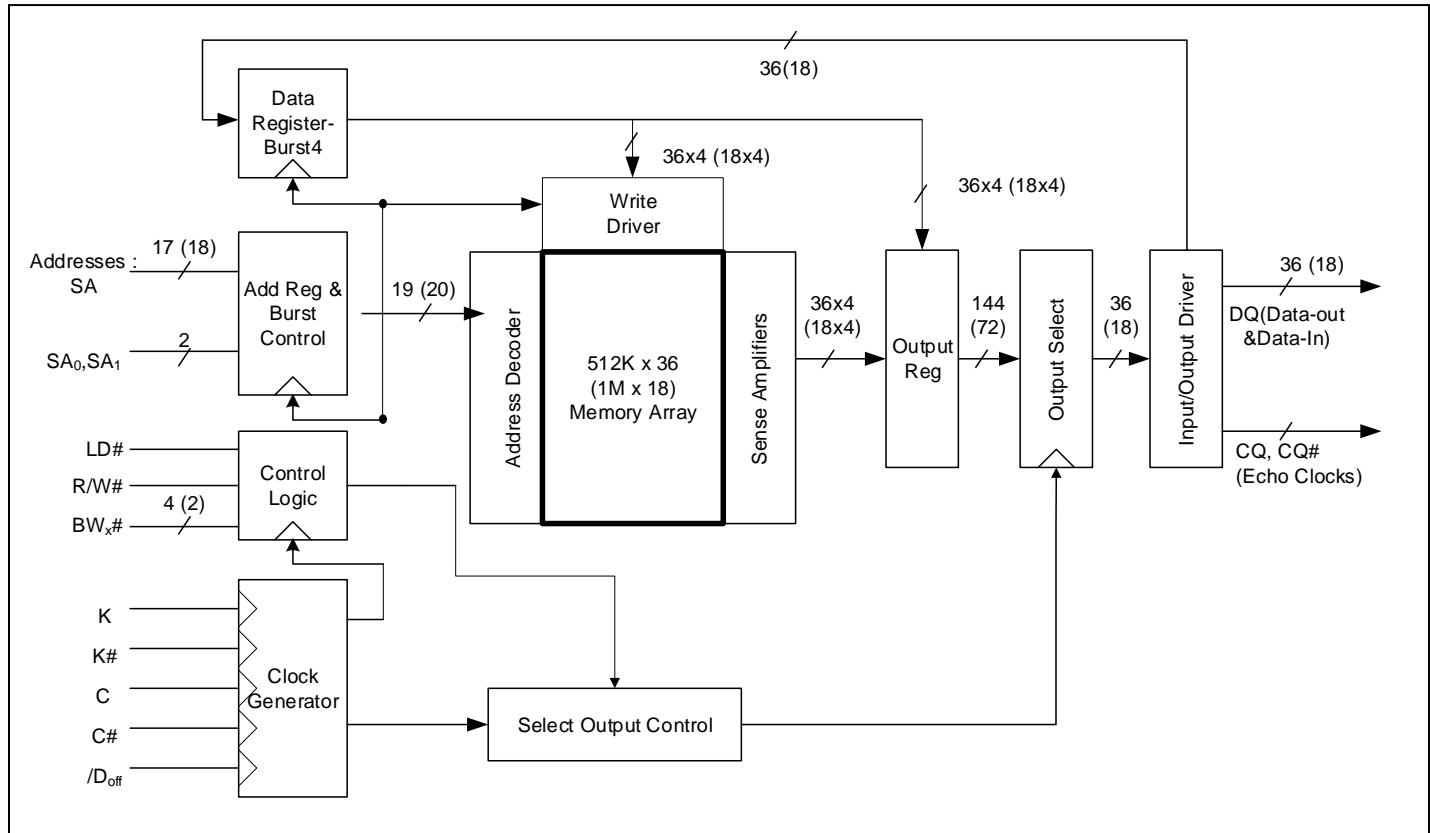 36(18)
Data
Register-
Burst4
36x4 (18x4)
36x4 (18x4)
Write
Driver
Addresses :
SA
17 (18)
SA0,SA1
2
Add Reg &
Burst
Control
19 (20)
Address Decoder
512K x 36
(1M x 18)
Memory Array
Sense Amplifiers
36x4
(18x4)
Output
Reg
144
(72)
Output Select
36
(18)
Input/Output Driver
36 (18)
DQ(Data-out
&Data-In)
CQ, CQ#
(Echo Clocks)
LD#
R/W#
BWx#
4 (2)
Control
Logic
K
K#
C
C#
/Doff
Clock
Generator
Select Output Control